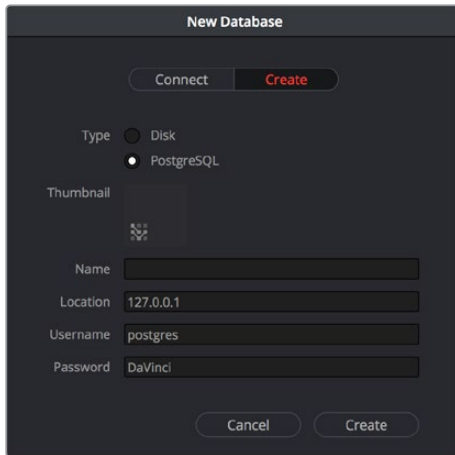 New Database
Connect Create
Type Disk
PostgreSQL
Thumbnail
Name
Location 127.0.0.1
Username postgres
Password DaVinci
Cancel Create